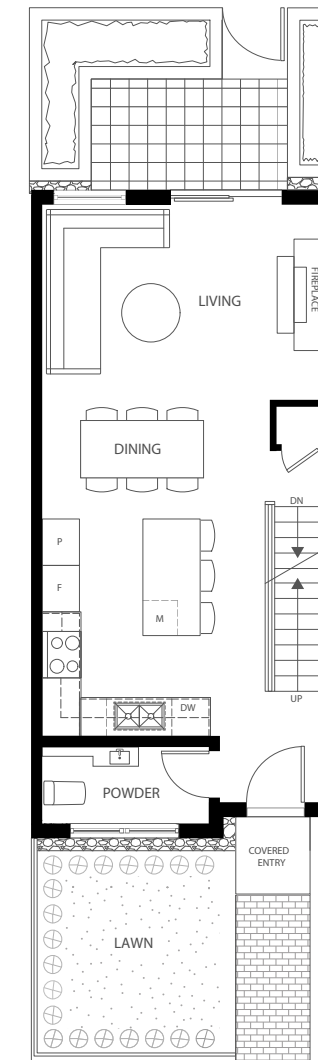 LIVING
FIREPLACE
DINING
DN
P
F
M
UP
DW
POWDER
COVERED
ENTRY
LAWN